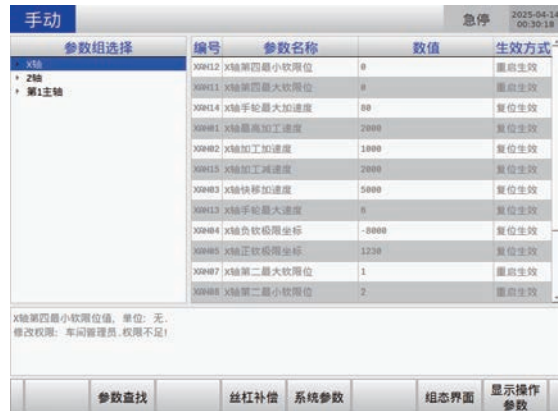 手动
急停
2025-04-14
00:30:18
参数组选择
X轴
Z轴
第1主轴
编号 参数名称 数值 生效方式
X轴第四最小软限位 0 重启生效
X轴第四最大软限位 0 重启生效
X轴手轮最大加速度 80 复位生效
X轴最高加工速度 2000 复位生效
X轴加工加速度 1000 复位生效
X轴加工减速度 2000 复位生效
X轴快移加速度 5000 复位生效
X轴手轮最大速度 6 复位生效
X轴负软极限坐标 -8000 复位生效
X轴正软极限坐标 1230 复位生效
X轴第二最大软限位 1 重启生效
X轴第二最小软限位 2 重启生效
X轴第四最小软限位值, 单位: 无.
修改权限: 车间管理员.权限不足!
参数查找 丝杠补偿 系统参数 组态界面 显示操作
参数